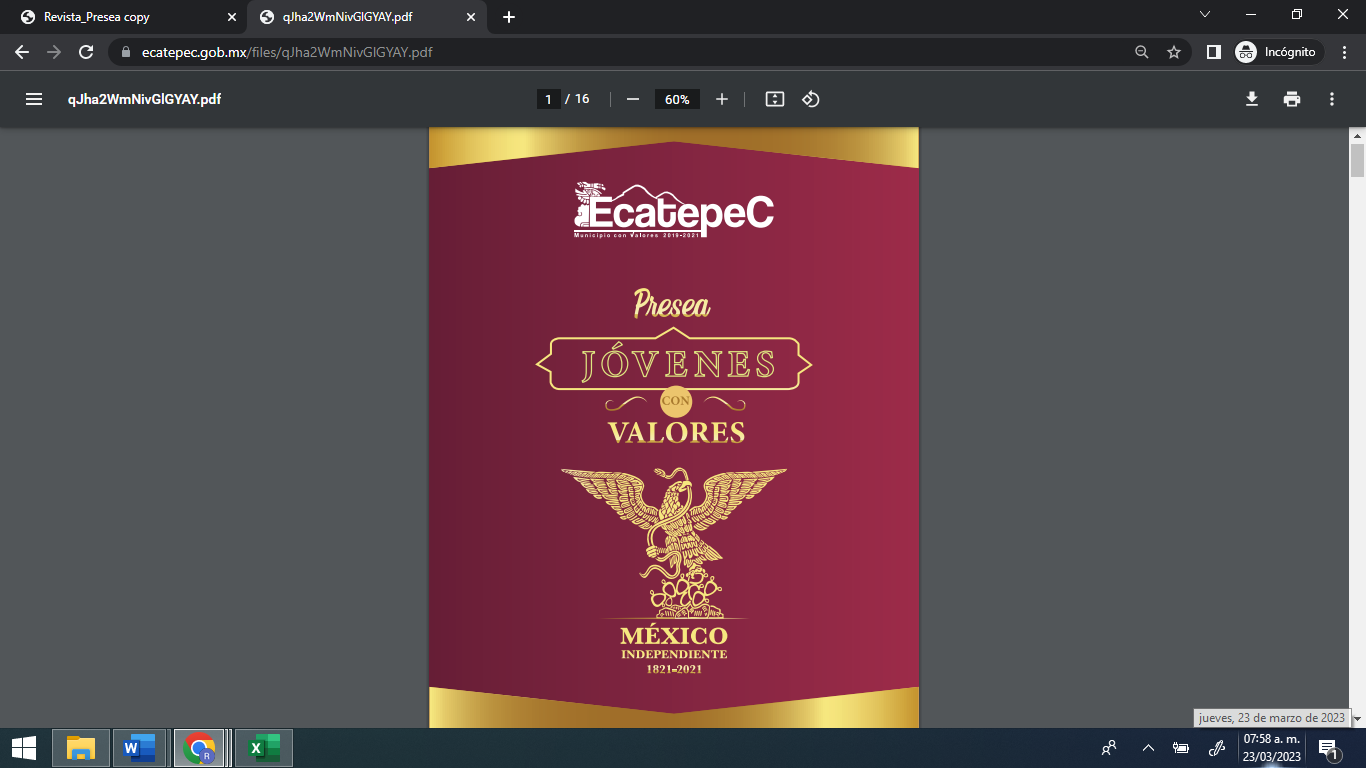 Revista_Presea copy
qJha2WmNivGlGYAY.pdf
ecatepec.gob.mx/files/qJha2WmNivGlGYAY.pdf
Incógnito
qJha2WmNivGlGYAY.pdf
1 / 16
60%
EcatepeC
Municipio con Valores 2019-2021
Presea
JÓVENES
CON
VALORES
MÉXICO
INDEPENDIENTE
1821-2021
jueves, 23 de marzo de 2023
07:58 a. m.
23/03/2023
1